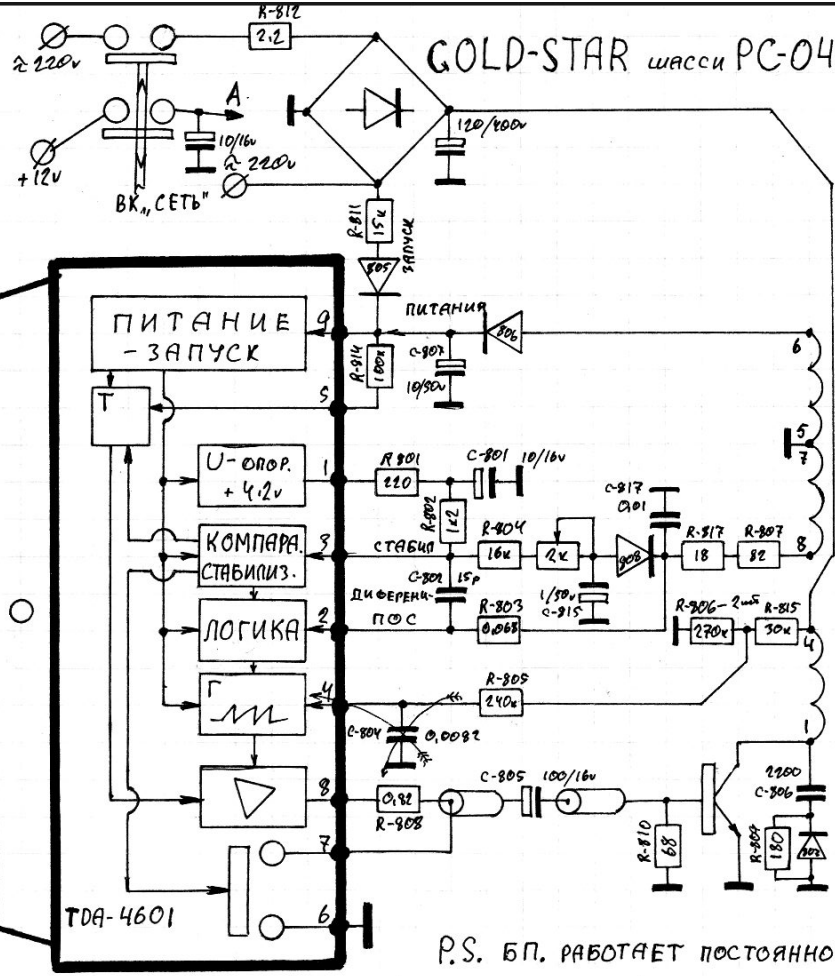 GOLD-STAR шасси PC-04
R-812
2,2
≈220v
A
10/16v
+12v
≈220v
ВК „СЕТЬ"
120/400v
R-811
15к
ЗАПУСК
805
ПИТАНИЕ
- ЗАПУСК
9
ПИТАНИЯ
806
6
R-814
100к
C-807
10/50v
Т
5
5
7
U-ОПОР.
+4,2v
1
R801
220
C-801
10/16v
R-802
1к2
C-817
0,01
КОМПАРА.
СТАБИЛИЗ.
3
СТАБИЛ
R-804
16к
2к
808
R-817
18
R-807
82
8
C-802
15р
1/50v
C-815
ДИФЕРЕНЦИ-
ПОС
ЛОГИКА
2
R-803
0,068
R-806-2шт
270к
R-815
30к
4
Г
4
R-805
240к
C-804
0,0082
1
8
0,82
R-808
C-805
100/16v
2200
C-806
R-810
68
R-809
180
807
7
6
TDA-4601
P.S. БП. РАБОТАЕТ ПОСТОЯННО